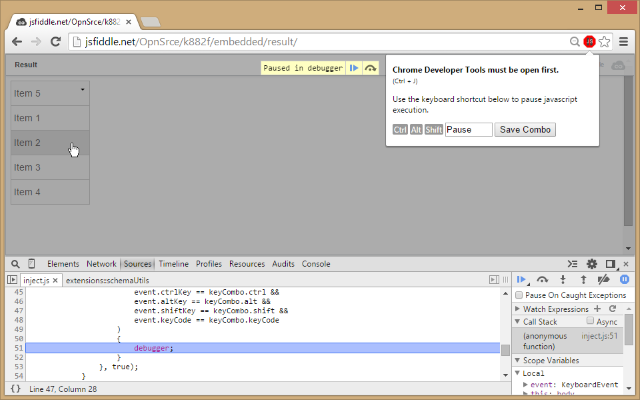 jsfiddle.net/OpnSrce/k882
jsfiddle.net/OpnSrce/k882f/embedded/result/
JS
Result
Paused in debugger
Chrome Developer Tools must be open first.
(Ctrl + J)
Use the keyboard shortcut below to pause javascript
execution.
Ctrl Alt Shift Pause Save Combo
Item 5
Item 1
Item 2
Item 3
Item 4
Elements Network Sources Timeline Profiles Resources Audits Console
inject.js extensions::schemaUtils
45 event.ctrlKey == keyCombo.ctrl &&
46 event.altKey == keyCombo.alt &&
47 event.shiftKey == keyCombo.shift &&
48 event.keyCode == keyCombo.keyCode
49 )
50 {
51 debugger;
52 }
53 }, true);
54 }
{} Line 47, Column 28
Pause On Caught Exceptions
Watch Expressions
Call Stack Async
(anonymous inject.js:51
function)
Scope Variables
Local
event: KeyboardEvent
this: body